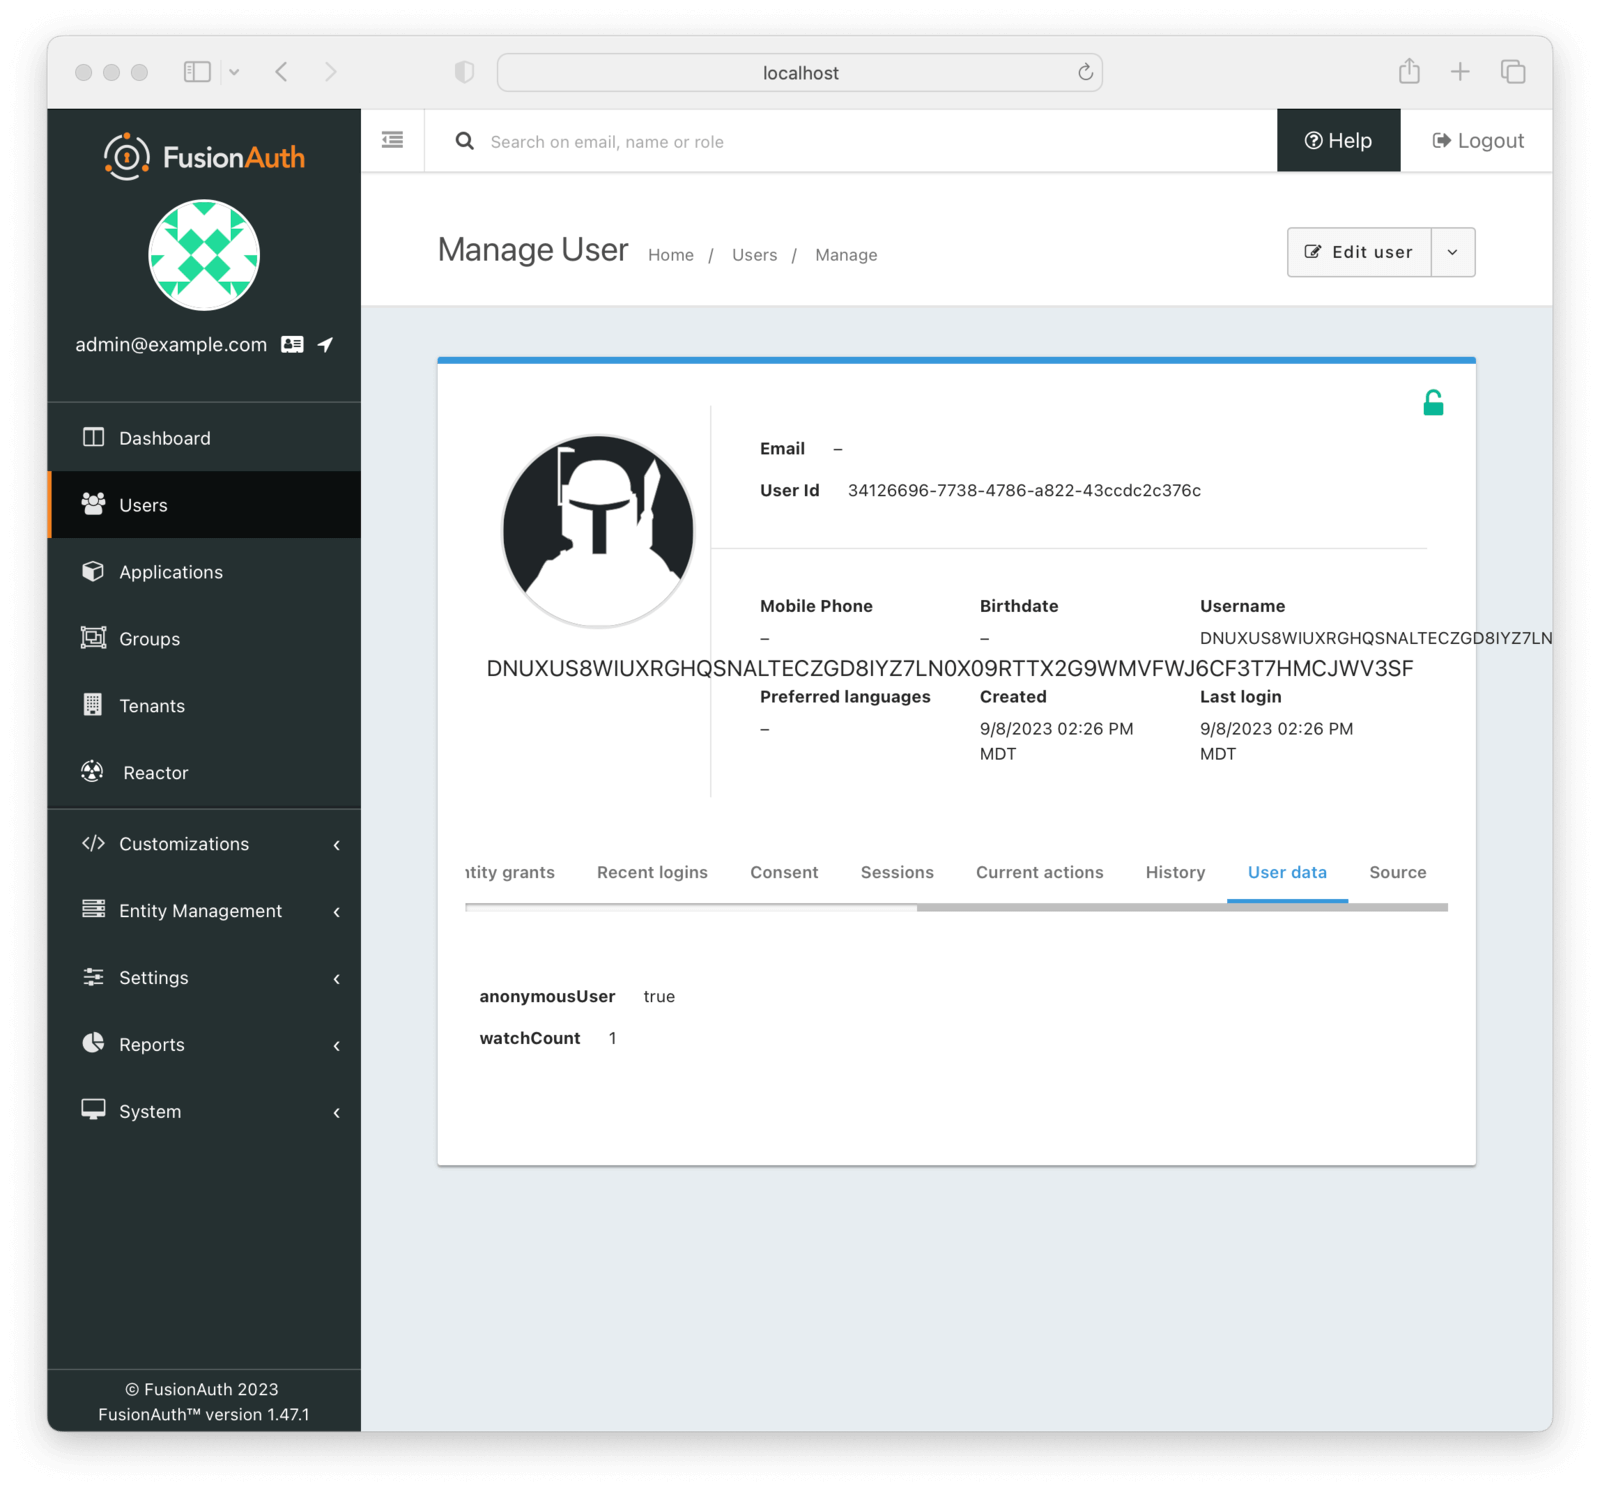 localhost
FusionAuth
Search on email, name or role
Help
Logout
admin@example.com
Manage User
Home / Users / Manage
Edit user
Dashboard
Users
Applications
Groups
Tenants
Reactor
Customizations
Entity Management
Settings
Reports
System
© FusionAuth 2023
FusionAuth™ version 1.47.1
Email –
User Id 34126696-7738-4786-a822-43ccdc2c376c
Mobile Phone
–
Birthdate
–
Username
DNUXUS8WIUXRGHQSNALTECZGD8IYZ7LN
DNUXUS8WIUXRGHQSNALTECZGD8IYZ7LN0X09RTTX2G9WMVFWJ6CF3T7HMCJWV3SF
Preferred languages
–
Created
9/8/2023 02:26 PM
MDT
Last login
9/8/2023 02:26 PM
MDT
ntity grants
Recent logins
Consent
Sessions
Current actions
History
User data
Source
anonymousUser true
watchCount 1